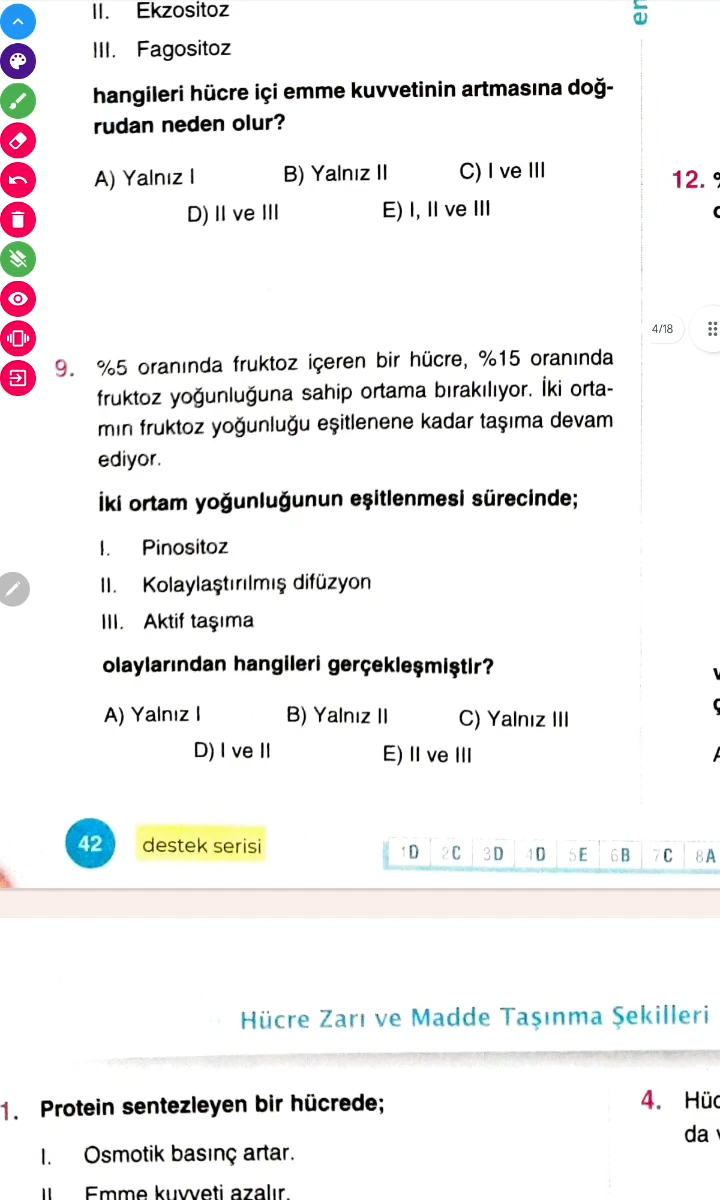 II. Ekzositoz
III. Fagositoz
hangileri hücre içi emme kuvvetinin artmasına doğ-
rudan neden olur?
A) Yalnız I B) Yalnız II C) I ve III
D) II ve III E) I, II ve III
9. %5 oranında fruktoz içeren bir hücre, %15 oranında
fruktoz yoğunluğuna sahip ortama bırakılıyor. İki orta-
mın fruktoz yoğunluğu eşitlenene kadar taşıma devam
ediyor.
İki ortam yoğunluğunun eşitlenmesi sürecinde;
I. Pinositoz
II. Kolaylaştırılmış difüzyon
III. Aktif taşıma
olaylarından hangileri gerçekleşmiştir?
A) Yalnız I B) Yalnız II C) Yalnız III
D) I ve II E) II ve III
42 destek serisi
1D 2C 3D 4D 5E 6B 7C 8A
12.
4/18
Hücre Zarı ve Madde Taşınma Şekilleri
1. Protein sentezleyen bir hücrede;
I. Osmotik basınç artar.
II Emme kuvveti azalır.
4. Hüc
da